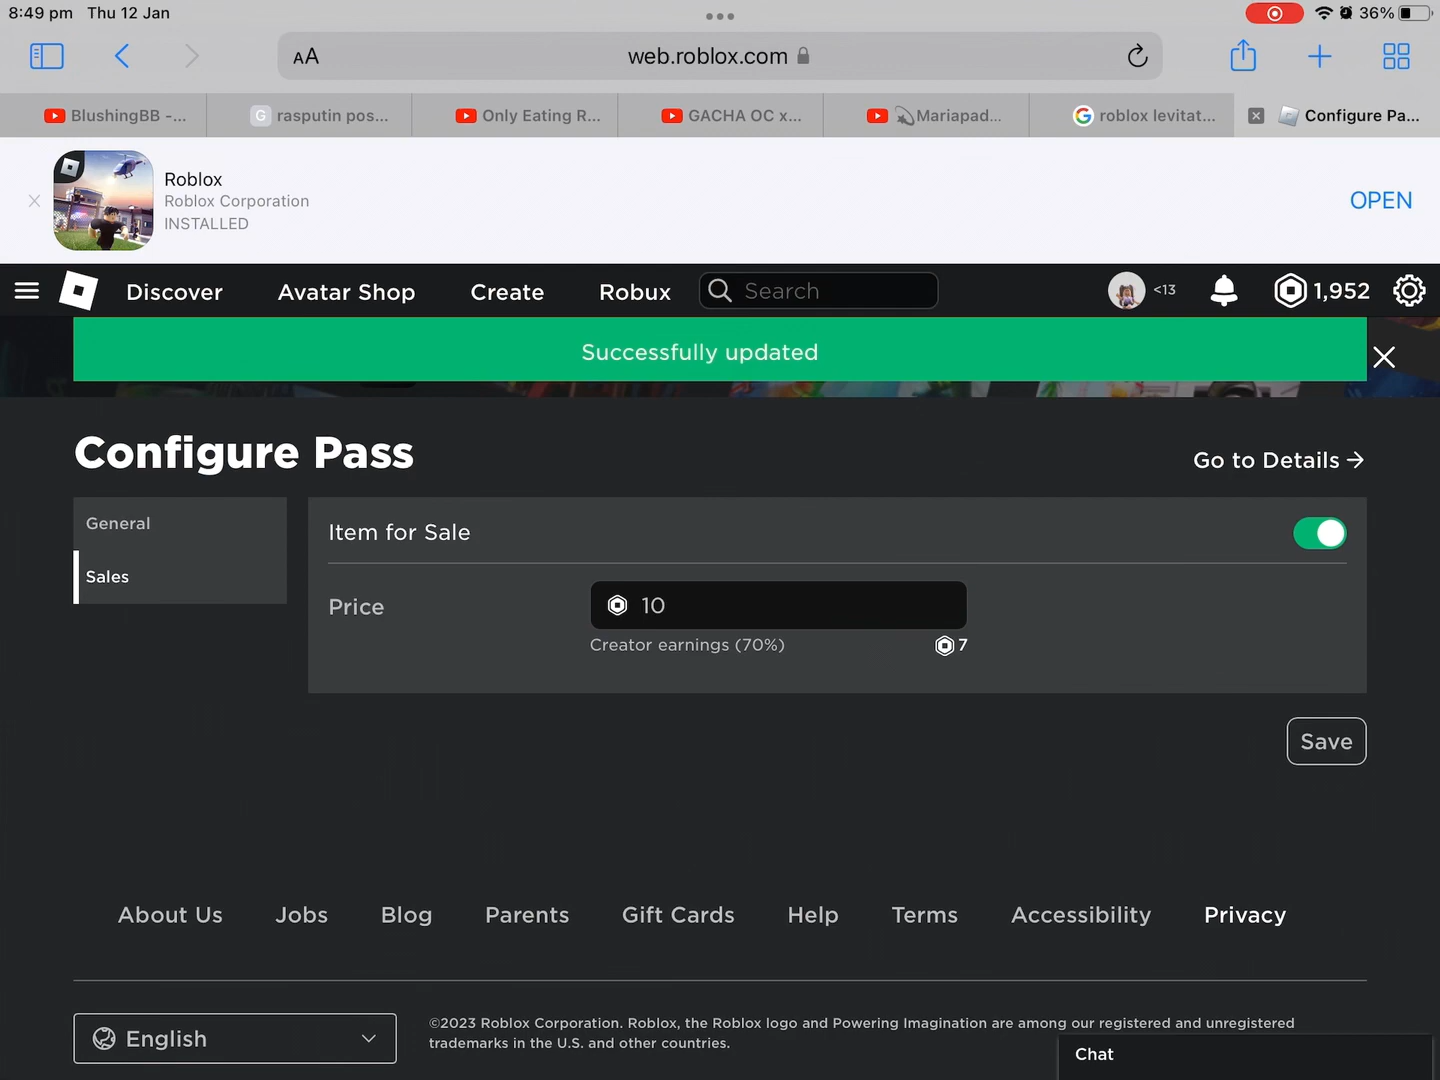 8:49 pm Thu 12 Jan
36%
AA
web.roblox.com
BlushingBB -...
G rasputin pos...
Only Eating R...
GACHA OC x...
Mariapad...
roblox levitat...
Configure Pa...
Roblox
Roblox Corporation
INSTALLED
OPEN
Discover
Avatar Shop
Create
Robux
Search
<13
1,952
Successfully updated
Configure Pass
Go to Details →
General
Sales
Item for Sale
Price
10
Creator earnings (70%)
7
Save
About Us
Jobs
Blog
Parents
Gift Cards
Help
Terms
Accessibility
Privacy
English
©2023 Roblox Corporation. Roblox, the Roblox logo and Powering Imagination are among our registered and unregistered
trademarks in the U.S. and other countries.
Chat